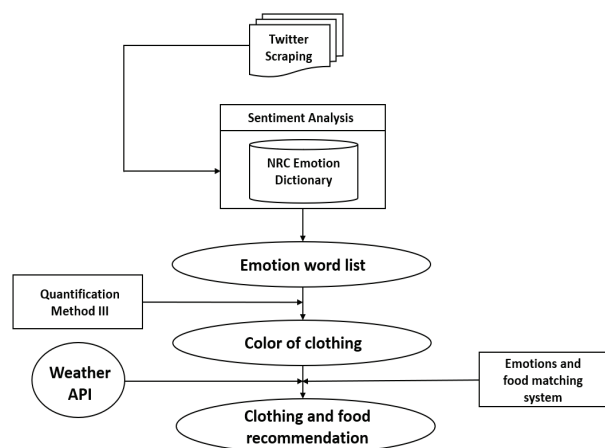 Twitter
Scraping
Sentiment Analysis
NRC Emotion
Dictionary
Emotion word list
Quantification
Method III
Color of clothing
Weather
API
Emotions and
food matching
system
Clothing and food
recommendation